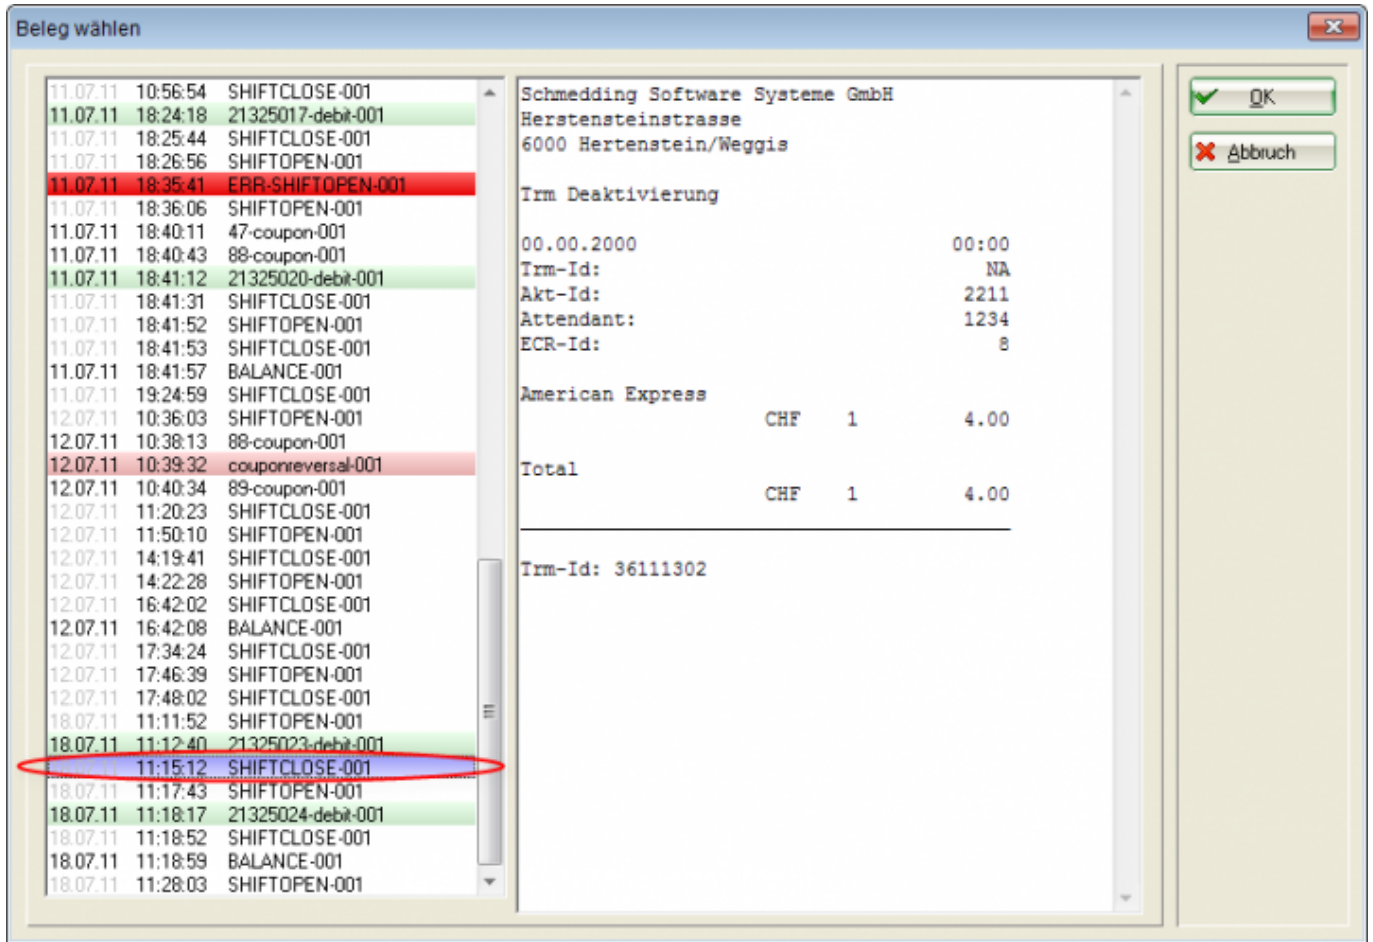 Beleg wählen
11.07.11 10:56:54 SHIFTCLOSE-001
11.07.11 18:24:18 21325017-debit-001
11.07.11 18:25:44 SHIFTCLOSE-001
11.07.11 18:26:56 SHIFTOPEN-001
11.07.11 18:35:41 ERR-SHIFTOPEN-001
11.07.11 18:36:06 SHIFTOPEN-001
11.07.11 18:40:11 47-coupon-001
11.07.11 18:40:43 88-coupon-001
11.07.11 18:41:12 21325020-debit-001
11.07.11 18:41:31 SHIFTCLOSE-001
11.07.11 18:41:52 SHIFTOPEN-001
11.07.11 18:41:53 SHIFTCLOSE-001
11.07.11 18:41:57 BALANCE-001
11.07.11 19:24:59 SHIFTCLOSE-001
12.07.11 10:36:03 SHIFTOPEN-001
12.07.11 10:38:13 88-coupon-001
12.07.11 10:39:32 couponreversal-001
12.07.11 10:40:34 89-coupon-001
12.07.11 11:20:23 SHIFTCLOSE-001
12.07.11 11:50:10 SHIFTOPEN-001
12.07.11 14:19:41 SHIFTCLOSE-001
12.07.11 14:22:28 SHIFTOPEN-001
12.07.11 16:42:02 SHIFTCLOSE-001
12.07.11 16:42:08 BALANCE-001
12.07.11 17:34:24 SHIFTCLOSE-001
12.07.11 17:46:39 SHIFTOPEN-001
12.07.11 17:48:02 SHIFTCLOSE-001
18.07.11 11:11:52 SHIFTOPEN-001
18.07.11 11:12:40 21325023-debit-001
11:15:12 SHIFTCLOSE-001
18.07.11 11:17:43 SHIFTOPEN-001
18.07.11 11:18:17 21325024-debit-001
18.07.11 11:18:52 SHIFTCLOSE-001
18.07.11 11:18:59 BALANCE-001
18.07.11 11:28:03 SHIFTOPEN-001
Schmedding Software Systeme GmbH
Herstensteinstrasse
6000 Hertenstein/Weggis
Trm Deaktivierung
00.00.2000 00:00
Trm-Id: NA
Akt-Id: 2211
Attendant: 1234
ECR-Id: 8
American Express
CHF 1 4.00
Total
CHF 1 4.00
Trm-Id: 36111302
OK
Abbruch